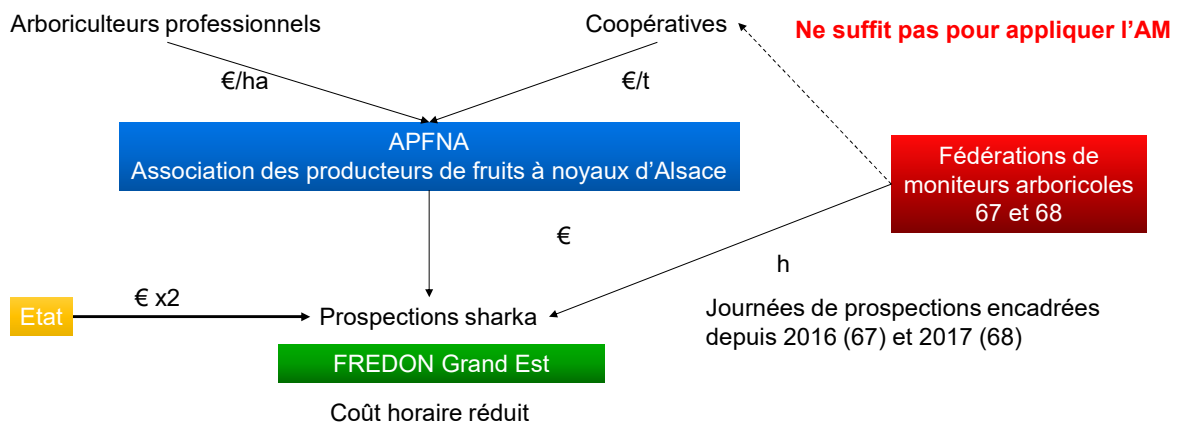 Arboriculteurs professionnels
Coopératives
Ne suffit pas pour appliquer l'AM
€/ha
€/t
APFNA
Association des producteurs de fruits à noyaux d'Alsace
Fédérations de
moniteurs arboricoles
67 et 68
€
h
€ x2
Etat
Prospections sharka
Journées de prospections encadrées
depuis 2016 (67) et 2017 (68)
FREDON Grand Est
Coût horaire réduit